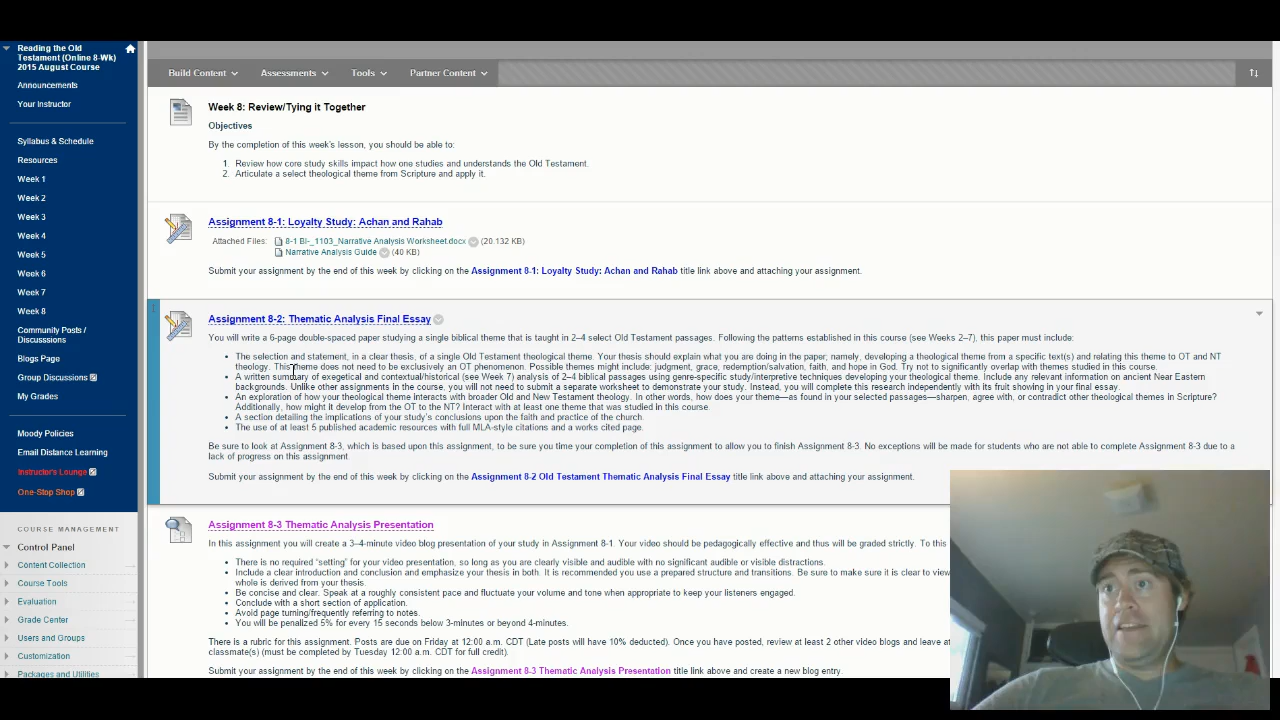 Reading the Old
Testament (Online 8-Wk)
2015 August Course
Announcements
Your Instructor
Syllabus & Schedule
Resources
Week 1
Week 2
Week 3
Week 4
Week 5
Week 6
Week 7
Week 8
Community Posts /
Discusssions
Blogs Page
Group Discussions
My Grades
Moody Policies
Email Distance Learning
Instructor's Lounge
One-Stop Shop
COURSE MANAGEMENT
Control Panel
Content Collection
Course Tools
Evaluation
Grade Center
Users and Groups
Customization
Packages and Utilities
Build Content
Assessments
Tools
Partner Content
Week 8: Review/Tying it Together
Objectives
By the completion of this week's lesson, you should be able to:
1. Review how core study skills impact how one studies and understands the Old Testament.
2. Articulate a select theological theme from Scripture and apply it.
Assignment 8-1: Loyalty Study: Achan and Rahab
Attached Files: 8-1 BI-_1103_Narrative Analysis Worksheet.docx (20.132 KB)
Narrative Analysis Guide (40 KB)
Submit your assignment by the end of this week by clicking on the Assignment 8-1: Loyalty Study: Achan and Rahab title link above and attaching your assignment.
Assignment 8-2: Thematic Analysis Final Essay
You will write a 6-page double-spaced paper studying a single biblical theme that is taught in 2–4 select Old Testament passages. Following the patterns established in this course (see Weeks 2–7), this paper must include:
• The selection and statement, in a clear thesis, of a single Old Testament theological theme. Your thesis should explain what you are doing in the paper; namely, developing a theological theme from a specific text(s) and relating this theme to OT and NT
theology. This theme does not need to be exclusively an OT phenomenon. Possible themes might include: judgment, grace, redemption/salvation, faith, and hope in God. Try not to significantly overlap with themes studied in this course.
• A written summary of exegetical and contextual/historical (see Week 7) analysis of 2–4 biblical passages using genre-specific study/interpretive techniques developing your theological theme. Include any relevant information on ancient Near Eastern
backgrounds. Unlike other assignments in the course, you will not need to submit a separate worksheet to demonstrate your study. Instead, you will complete this research independently with its fruit showing in your final essay.
• An exploration of how your theological theme interacts with broader Old and New Testament theology. In other words, how does your theme—as found in your selected passages—sharpen, agree with, or contradict other theological themes in Scripture?
Additionally, how might it develop from the OT to the NT? Interact with at least one theme that was studied in this course.
• A section detailing the implications of your study's conclusions upon the faith and practice of the church.
• The use of at least 5 published academic resources with full MLA-style citations and a works cited page.
Be sure to look at Assignment 8-3, which is based upon this assignment, to be sure you time your completion of this assignment to allow you to finish Assignment 8-3. No exceptions will be made for students who are not able to complete Assignment 8-3 due to a
lack of progress on this assignment.
Submit your assignment by the end of this week by clicking on the Assignment 8-2 Old Testament Thematic Analysis Final Essay title link above and attaching your assignment.
Assignment 8-3 Thematic Analysis Presentation
In this assignment you will create a 3–4-minute video blog presentation of your study in Assignment 8-1. Your video should be pedagogically effective and thus will be graded strictly. To this
• There is no required 'setting' for your video presentation, so long as you are clearly visible and audible with no significant audible or visible distractions.
• Include a clear introduction and conclusion and emphasize your thesis in both. It is recommended you use a prepared structure and transitions. Be sure to make sure it is clear to view
whole is derived from your thesis.
• Be concise and clear. Speak at a roughly consistent pace and fluctuate your volume and tone when appropriate to keep your listeners engaged.
• Conclude with a short section of application.
• Avoid page turning/frequently referring to notes.
• You will be penalized 5% for every 15 seconds below 3-minutes or beyond 4-minutes.
There is a rubric for this assignment. Posts are due on Friday at 12:00 a.m. CDT (Late posts will have 10% deducted). Once you have posted, review at least 2 other video blogs and leave at
classmate(s) (must be completed by Tuesday 12:00 a.m. CDT for full credit).
Submit your assignment by the end of this week by clicking on the Assignment 8-3 Thematic Analysis Presentation title link above and create a new blog entry.